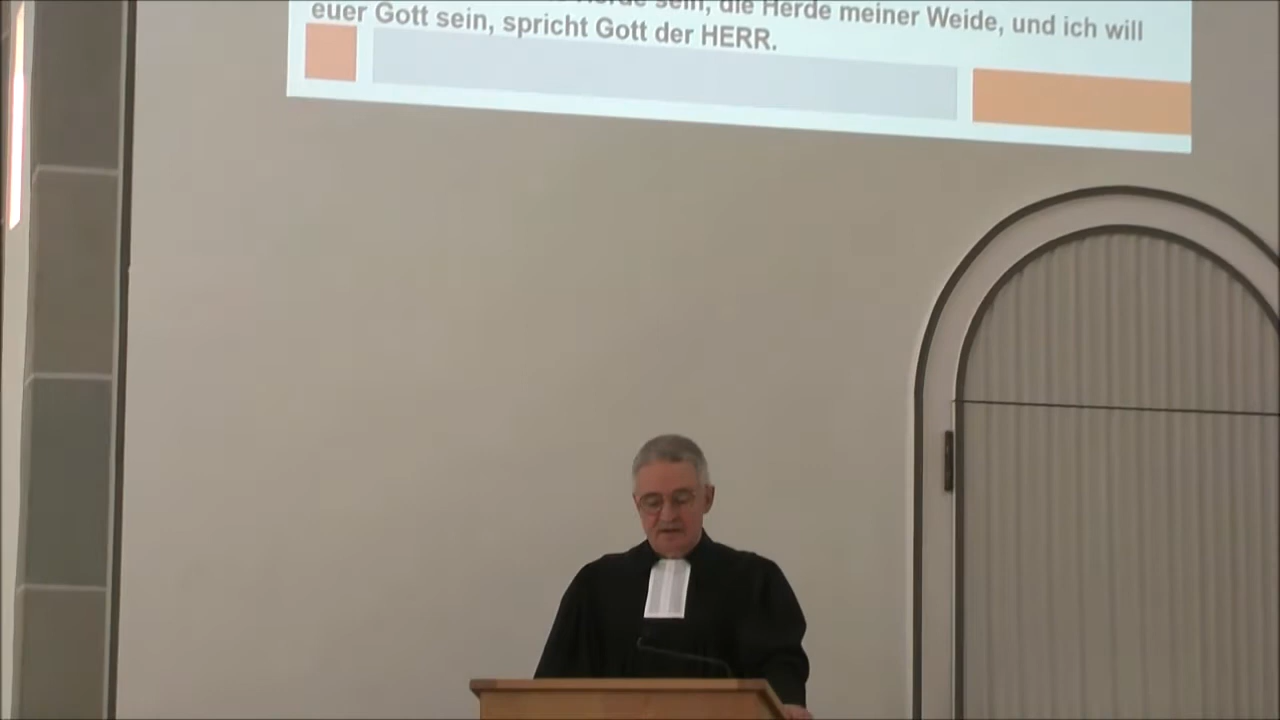 Herde sein, die Herde meiner Weide, und ich will
euer Gott sein, spricht Gott der HERR.